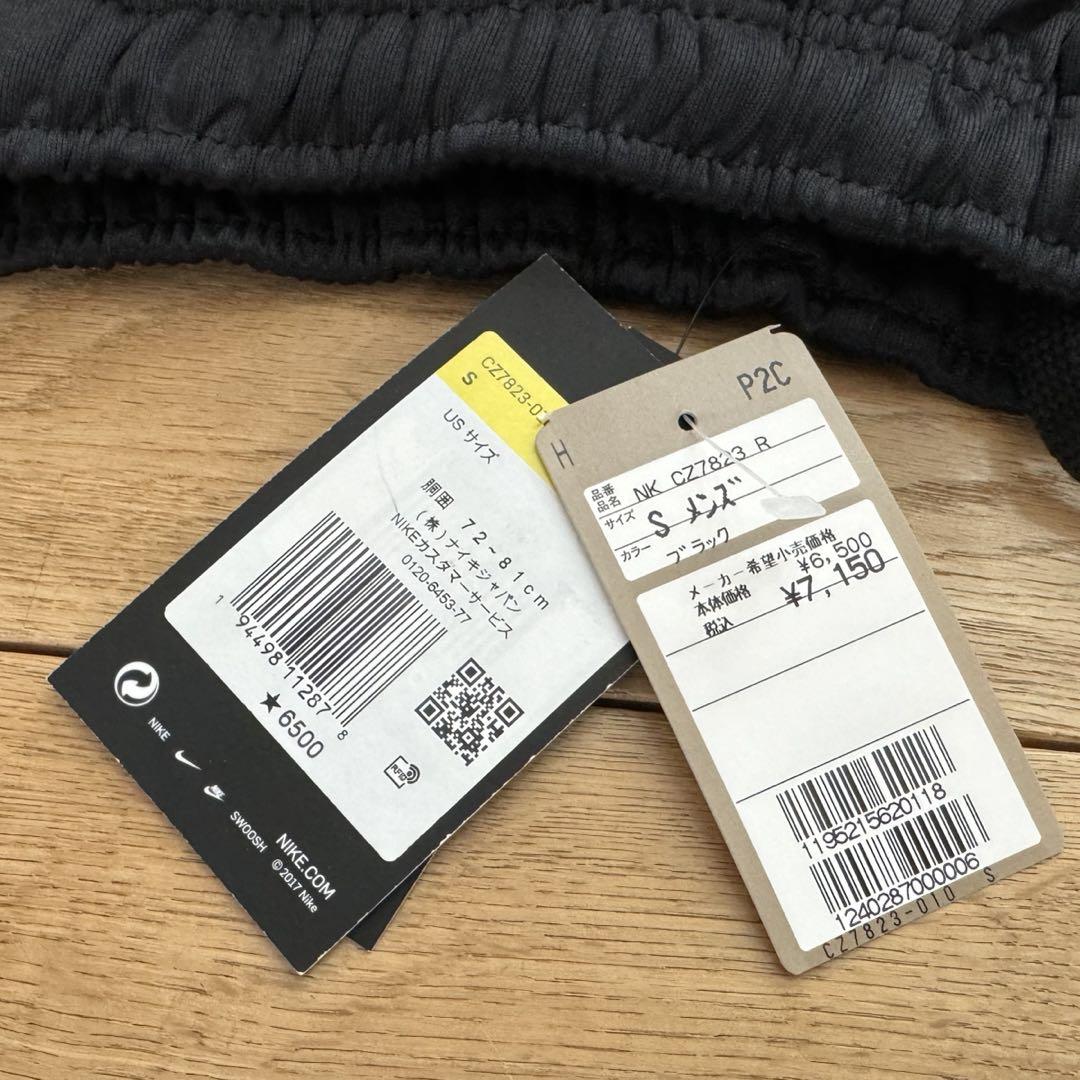 CZ7823-01
S
US サイズ
胴囲 72~81cm
(株)ナイキジャパン
NIKEカスタマーサービス
0120-6453-77
1 94498 11287 8
★6500
RFID
NIKE
SWOOSH
NIKE.COM
©2017 Nike
P2C
H
品番
品名
NK CZ7823 R
サイズ
S メンズ
カラー
ブラック
メーカー希望小売価格
本体価格 ¥6,500
税込 ¥7,150
1195215620118
1240287000006
CZ7823-010 S